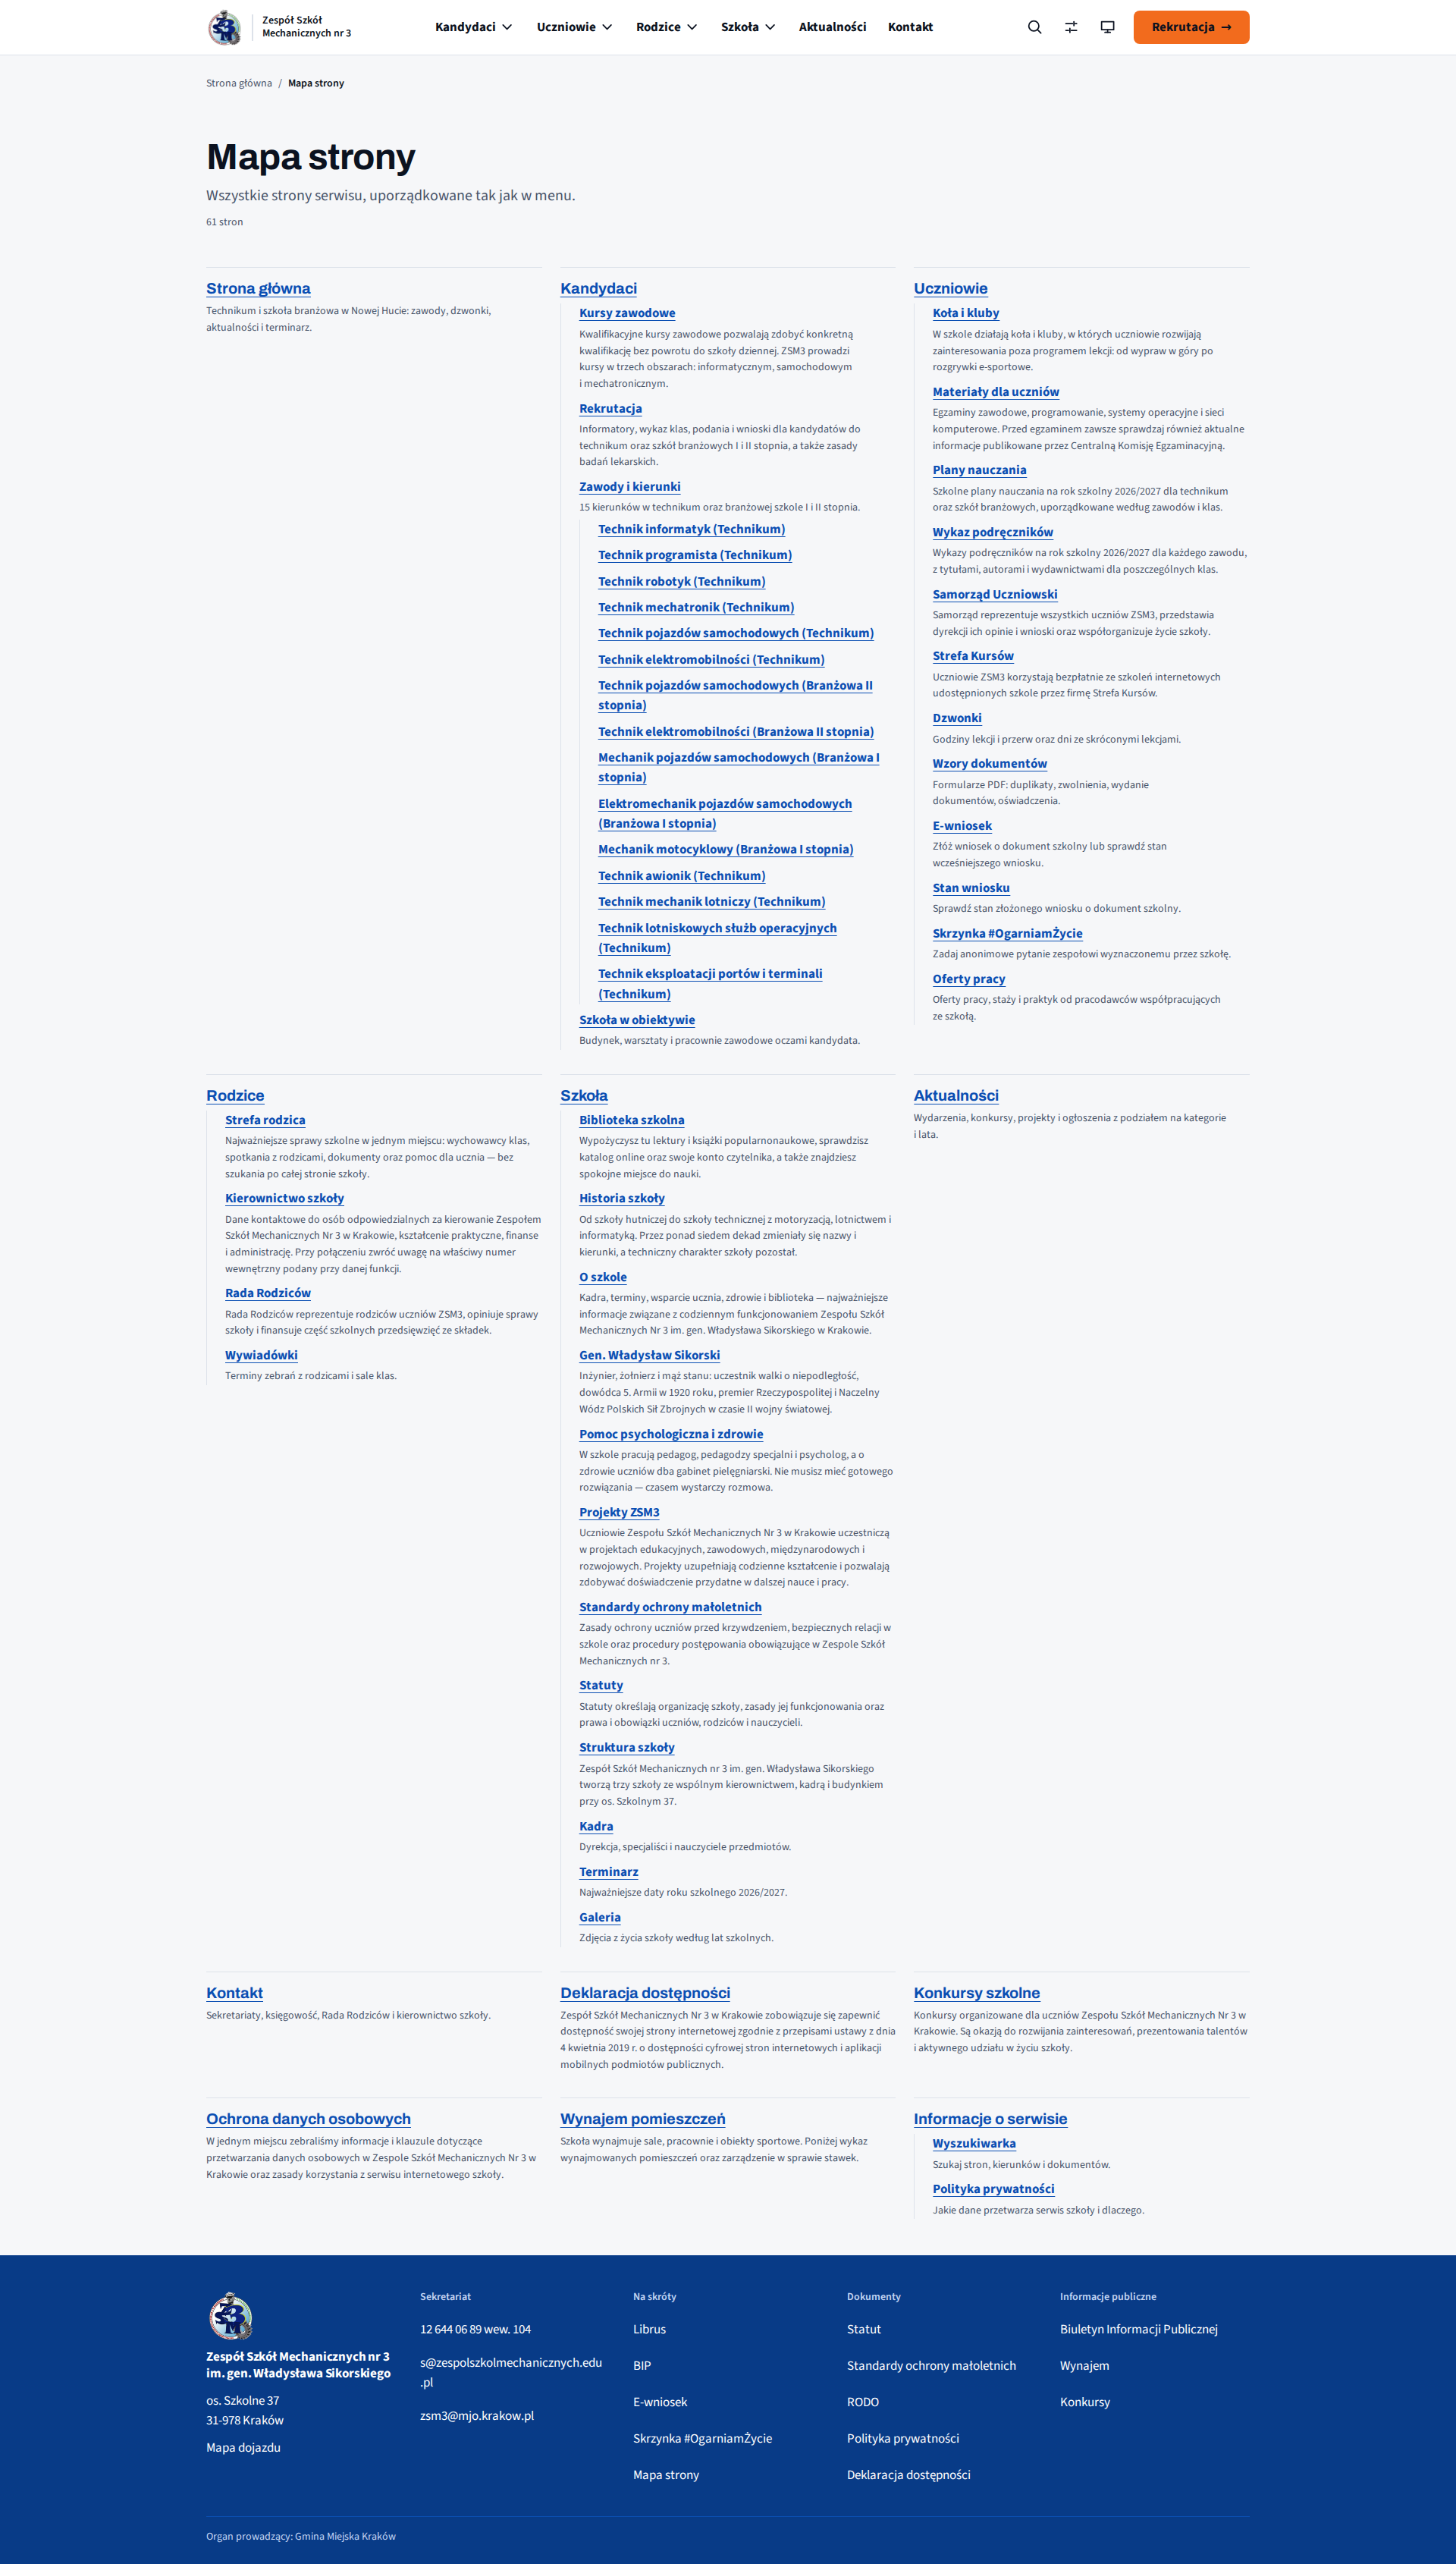 Zespół Szkół
Mechanicznych nr 3
Kandydaci
Uczniowie
Rodzice
Szkoła
Aktualności
Kontakt
Rekrutacja →
Strona główna / Mapa strony
Mapa strony
Wszystkie strony serwisu, uporządkowane tak jak w menu.
61 stron
Strona główna
Technikum i szkoła branżowa w Nowej Hucie: zawody, dzwonki,
aktualności i terminarz.
Kandydaci
Kursy zawodowe
Kwalifikacyjne kursy zawodowe pozwalają zdobyć konkretną
kwalifikację bez powrotu do szkoły dziennej. ZSM3 prowadzi
kursy w trzech obszarach: informatycznym, samochodowym
i mechatronicznym.
Rekrutacja
Informatory, wykaz klas, podania i wnioski dla kandydatów do
technikum oraz szkół branżowych I i II stopnia, a także zasady
badań lekarskich.
Zawody i kierunki
15 kierunków w technikum oraz branżowej szkole I i II stopnia.
Technik informatyk (Technikum)
Technik programista (Technikum)
Technik robotyk (Technikum)
Technik mechatronik (Technikum)
Technik pojazdów samochodowych (Technikum)
Technik elektromobilności (Technikum)
Technik pojazdów samochodowych (Branżowa II
stopnia)
Technik elektromobilności (Branżowa II stopnia)
Mechanik pojazdów samochodowych (Branżowa I
stopnia)
Elektromechanik pojazdów samochodowych
(Branżowa I stopnia)
Mechanik motocyklowy (Branżowa I stopnia)
Technik awionik (Technikum)
Technik mechanik lotniczy (Technikum)
Technik lotniskowych służb operacyjnych
(Technikum)
Technik eksploatacji portów i terminali
(Technikum)
Szkoła w obiektywie
Budynek, warsztaty i pracownie zawodowe oczami kandydata.
Uczniowie
Koła i kluby
W szkole działają koła i kluby, w których uczniowie rozwijają
zainteresowania poza programem lekcji: od wypraw w góry po
rozgrywki e-sportowe.
Materiały dla uczniów
Egzaminy zawodowe, programowanie, systemy operacyjne i sieci
komputerowe. Przed egzaminem zawsze sprawdzaj również aktualne
informacje publikowane przez Centralną Komisję Egzaminacyjną.
Plany nauczania
Szkolne plany nauczania na rok szkolny 2026/2027 dla technikum
oraz szkół branżowych, uporządkowane według zawodów i klas.
Wykaz podręczników
Wykazy podręczników na rok szkolny 2026/2027 dla każdego zawodu,
z tytułami, autorami i wydawnictwami dla poszczególnych klas.
Samorząd Uczniowski
Samorząd reprezentuje wszystkich uczniów ZSM3, przedstawia
dyrekcji ich opinie i wnioski oraz współorganizuje życie szkoły.
Strefa Kursów
Uczniowie ZSM3 korzystają bezpłatnie ze szkoleń internetowych
udostępnionych szkole przez firmę Strefa Kursów.
Dzwonki
Godziny lekcji i przerw oraz dni ze skróconymi lekcjami.
Wzory dokumentów
Formularze PDF: duplikaty, zwolnienia, wydanie
dokumentów, oświadczenia.
E-wniosek
Złóż wniosek o dokument szkolny lub sprawdź stan
wcześniejszego wniosku.
Stan wniosku
Sprawdź stan złożonego wniosku o dokument szkolny.
Skrzynka #OgarniamŻycie
Zadaj anonimowe pytanie zespołowi wyznaczonemu przez szkołę.
Oferty pracy
Oferty pracy, staży i praktyk od pracodawców współpracujących
ze szkołą.
Rodzice
Strefa rodzica
Najważniejsze sprawy szkolne w jednym miejscu: wychowawcy klas,
spotkania z rodzicami, dokumenty oraz pomoc dla ucznia — bez
szukania po całej stronie szkoły.
Kierownictwo szkoły
Dane kontaktowe do osób odpowiedzialnych za kierowanie Zespołem
Szkół Mechanicznych Nr 3 w Krakowie, kształcenie praktyczne, finanse
i administrację. Przy połączeniu zwróć uwagę na właściwy numer
wewnętrzny podany przy danej funkcji.
Rada Rodziców
Rada Rodziców reprezentuje rodziców uczniów ZSM3, opiniuje sprawy
szkoły i finansuje część szkolnych przedsięwzięć ze składek.
Wywiadówki
Terminy zebrań z rodzicami i sale klas.
Szkoła
Biblioteka szkolna
Wypożyczysz tu lektury i książki popularnonaukowe, sprawdzisz
katalog online oraz swoje konto czytelnika, a także znajdziesz
spokojne miejsce do nauki.
Historia szkoły
Od szkoły hutniczej do szkoły technicznej z motoryzacją, lotnictwem i
informatyką. Przez ponad siedem dekad zmieniały się nazwy i
kierunki, a techniczny charakter szkoły pozostał.
O szkole
Kadra, terminy, wsparcie ucznia, zdrowie i biblioteka — najważniejsze
informacje związane z codziennym funkcjonowaniem Zespołu Szkół
Mechanicznych Nr 3 im. gen. Władysława Sikorskiego w Krakowie.
Gen. Władysław Sikorski
Inżynier, żołnierz i mąż stanu: uczestnik walki o niepodległość,
dowódca 5. Armii w 1920 roku, premier Rzeczypospolitej i Naczelny
Wódz Polskich Sił Zbrojnych w czasie II wojny światowej.
Pomoc psychologiczna i zdrowie
W szkole pracują pedagog, pedagodzy specjalni i psycholog, a o
zdrowie uczniów dba gabinet pielęgniarski. Nie musisz mieć gotowego
rozwiązania — czasem wystarczy rozmowa.
Projekty ZSM3
Uczniowie Zespołu Szkół Mechanicznych Nr 3 w Krakowie uczestniczą
w projektach edukacyjnych, zawodowych, międzynarodowych i
rozwojowych. Projekty uzupełniają codzienne kształcenie i pozwalają
zdobywać doświadczenie przydatne w dalszej nauce i pracy.
Standardy ochrony małoletnich
Zasady ochrony uczniów przed krzywdzeniem, bezpiecznych relacji w
szkole oraz procedury postępowania obowiązujące w Zespole Szkół
Mechanicznych nr 3.
Statuty
Statuty określają organizację szkoły, zasady jej funkcjonowania oraz
prawa i obowiązki uczniów, rodziców i nauczycieli.
Struktura szkoły
Zespół Szkół Mechanicznych nr 3 im. gen. Władysława Sikorskiego
tworzą trzy szkoły ze wspólnym kierownictwem, kadrą i budynkiem
przy os. Szkolnym 37.
Kadra
Dyrekcja, specjaliści i nauczyciele przedmiotów.
Terminarz
Najważniejsze daty roku szkolnego 2026/2027.
Galeria
Zdjęcia z życia szkoły według lat szkolnych.
Aktualności
Wydarzenia, konkursy, projekty i ogłoszenia z podziałem na kategorie
i lata.
Kontakt
Sekretariaty, księgowość, Rada Rodziców i kierownictwo szkoły.
Deklaracja dostępności
Zespół Szkół Mechanicznych Nr 3 w Krakowie zobowiązuje się zapewnić
dostępność swojej strony internetowej zgodnie z przepisami ustawy z dnia
4 kwietnia 2019 r. o dostępności cyfrowej stron internetowych i aplikacji
mobilnych podmiotów publicznych.
Konkursy szkolne
Konkursy organizowane dla uczniów Zespołu Szkół Mechanicznych Nr 3 w
Krakowie. Są okazją do rozwijania zainteresowań, prezentowania talentów
i aktywnego udziału w życiu szkoły.
Ochrona danych osobowych
W jednym miejscu zebraliśmy informacje i klauzule dotyczące
przetwarzania danych osobowych w Zespole Szkół Mechanicznych Nr 3 w
Krakowie oraz zasady korzystania z serwisu internetowego szkoły.
Wynajem pomieszczeń
Szkoła wynajmuje sale, pracownie i obiekty sportowe. Poniżej wykaz
wynajmowanych pomieszczeń oraz zarządzenie w sprawie stawek.
Informacje o serwisie
Wyszukiwarka
Szukaj stron, kierunków i dokumentów.
Polityka prywatności
Jakie dane przetwarza serwis szkoły i dlaczego.
Zespół Szkół Mechanicznych nr 3
im. gen. Władysława Sikorskiego
os. Szkolne 37
31-978 Kraków
Mapa dojazdu
Sekretariat
12 644 06 89 wew. 104
s@zespolszkolmechanicznych.edu
.pl
zsm3@mjo.krakow.pl
Na skróty
Librus
BIP
E-wniosek
Skrzynka #OgarniamŻycie
Mapa strony
Dokumenty
Statut
Standardy ochrony małoletnich
RODO
Polityka prywatności
Deklaracja dostępności
Informacje publiczne
Biuletyn Informacji Publicznej
Wynajem
Konkursy
Organ prowadzący: Gmina Miejska Kraków